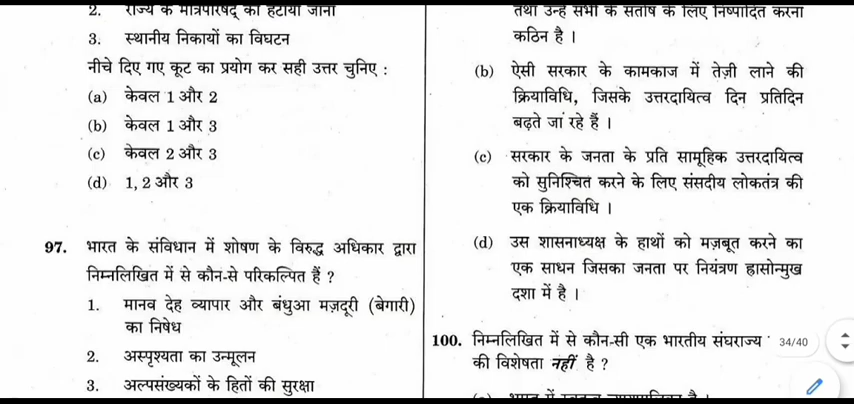 2. राज्य के मंत्रिपरिषद् का हटाया जाना
3. स्थानीय निकायों का विघटन
नीचे दिए गए कूट का प्रयोग कर सही उत्तर चुनिए :
(a) केवल 1 और 2
(b) केवल 1 और 3
(c) केवल 2 और 3
(d) 1, 2 और 3
97. भारत के संविधान में शोषण के विरुद्ध अधिकार द्वारा
निम्नलिखित में से कौन-से परिकल्पित हैं ?
1. मानव देह व्यापार और बंधुआ मज़दूरी (बेगारी)
का निषेध
2. अस्पृश्यता का उन्मूलन
3. अल्पसंख्यकों के हितों की सुरक्षा
तथा उन्हें सभी के संतोष के लिए निष्पादित करना
कठिन है ।
(b) ऐसी सरकार के कामकाज में तेज़ी लाने की
क्रियाविधि, जिसके उत्तरदायित्व दिन प्रतिदिन
बढ़ते जा रहे हैं ।
(c) सरकार के जनता के प्रति सामूहिक उत्तरदायित्व
को सुनिश्चित करने के लिए संसदीय लोकतंत्र की
एक क्रियाविधि ।
(d) उस शासनाध्यक्ष के हाथों को मज़बूत करने का
एक साधन जिसका जनता पर नियंत्रण ह्रासोन्मुख
दशा में है ।
100. निम्नलिखित में से कौन-सी एक भारतीय संघराज्य
की विशेषता नहीं है ?
34/40